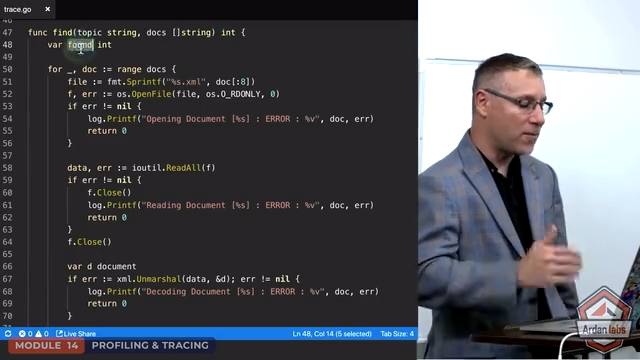 trace.go
×
46
47 func find(topic string, docs []string) int {
48 var found int
49
50 for _, doc := range docs {
51 file := fmt.Sprintf("%s.xml", doc[:8])
52 f, err := os.OpenFile(file, os.O_RDONLY, 0)
53 if err != nil {
54 log.Printf("Opening Document [%s] : ERROR : %v", doc, err)
55 return 0
56 }
57
58 data, err := ioutil.ReadAll(f)
59 if err != nil {
60 f.Close()
61 log.Printf("Reading Document [%s] : ERROR : %v", doc, err)
62 return 0
63 }
64 f.Close()
65
66 var d document
67 if err := xml.Unmarshal(data, &d); err != nil {
68 log.Printf("Decoding Document [%s] : ERROR : %v", doc, err)
69 return 0
70 }
0 0 Live Share Ln 48, Col 14 (5 selected) Tab Size: 4
MODULE 14 PROFILING & TRACING
Ardan labs